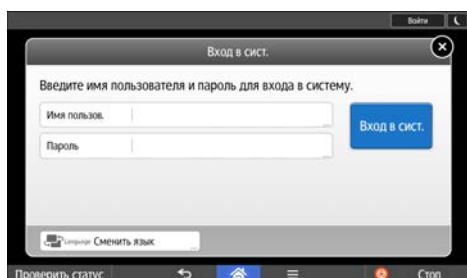 Войти
Вход в сист.
Введите имя пользователя и пароль для входа в систему.
Имя пользов.
Вход в сист.
Пароль
Language Сменить язык
Проверить статус
Стоп